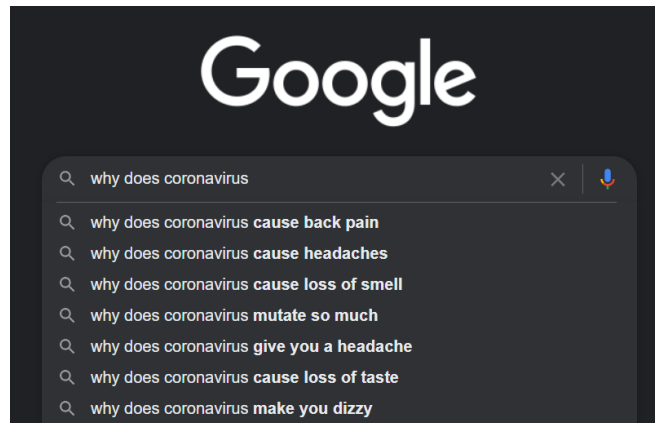 Google
why does coronavirus
why does coronavirus cause back pain
why does coronavirus cause headaches
why does coronavirus cause loss of smell
why does coronavirus mutate so much
why does coronavirus give you a headache
why does coronavirus cause loss of taste
why does coronavirus make you dizzy